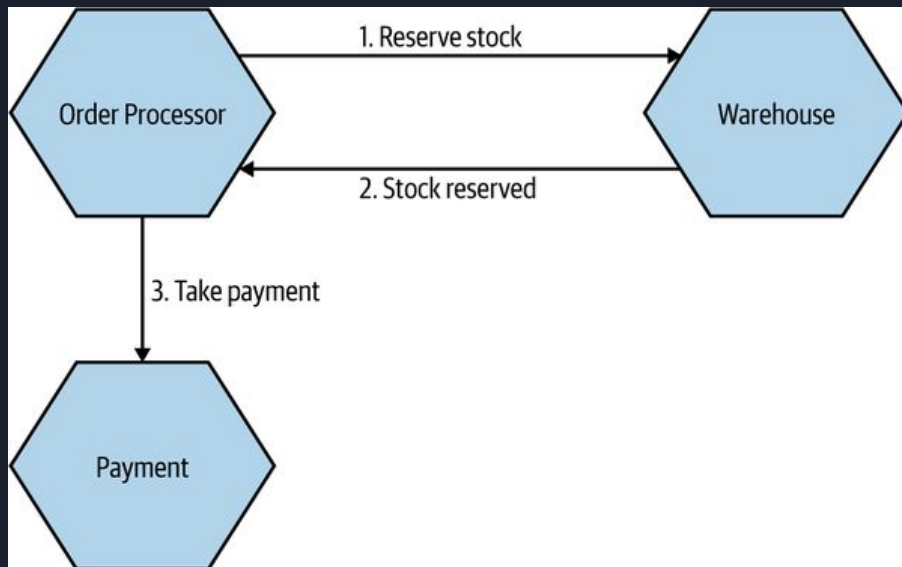 1. Reserve stock
Order Processor
Warehouse
2. Stock reserved
3. Take payment
Payment